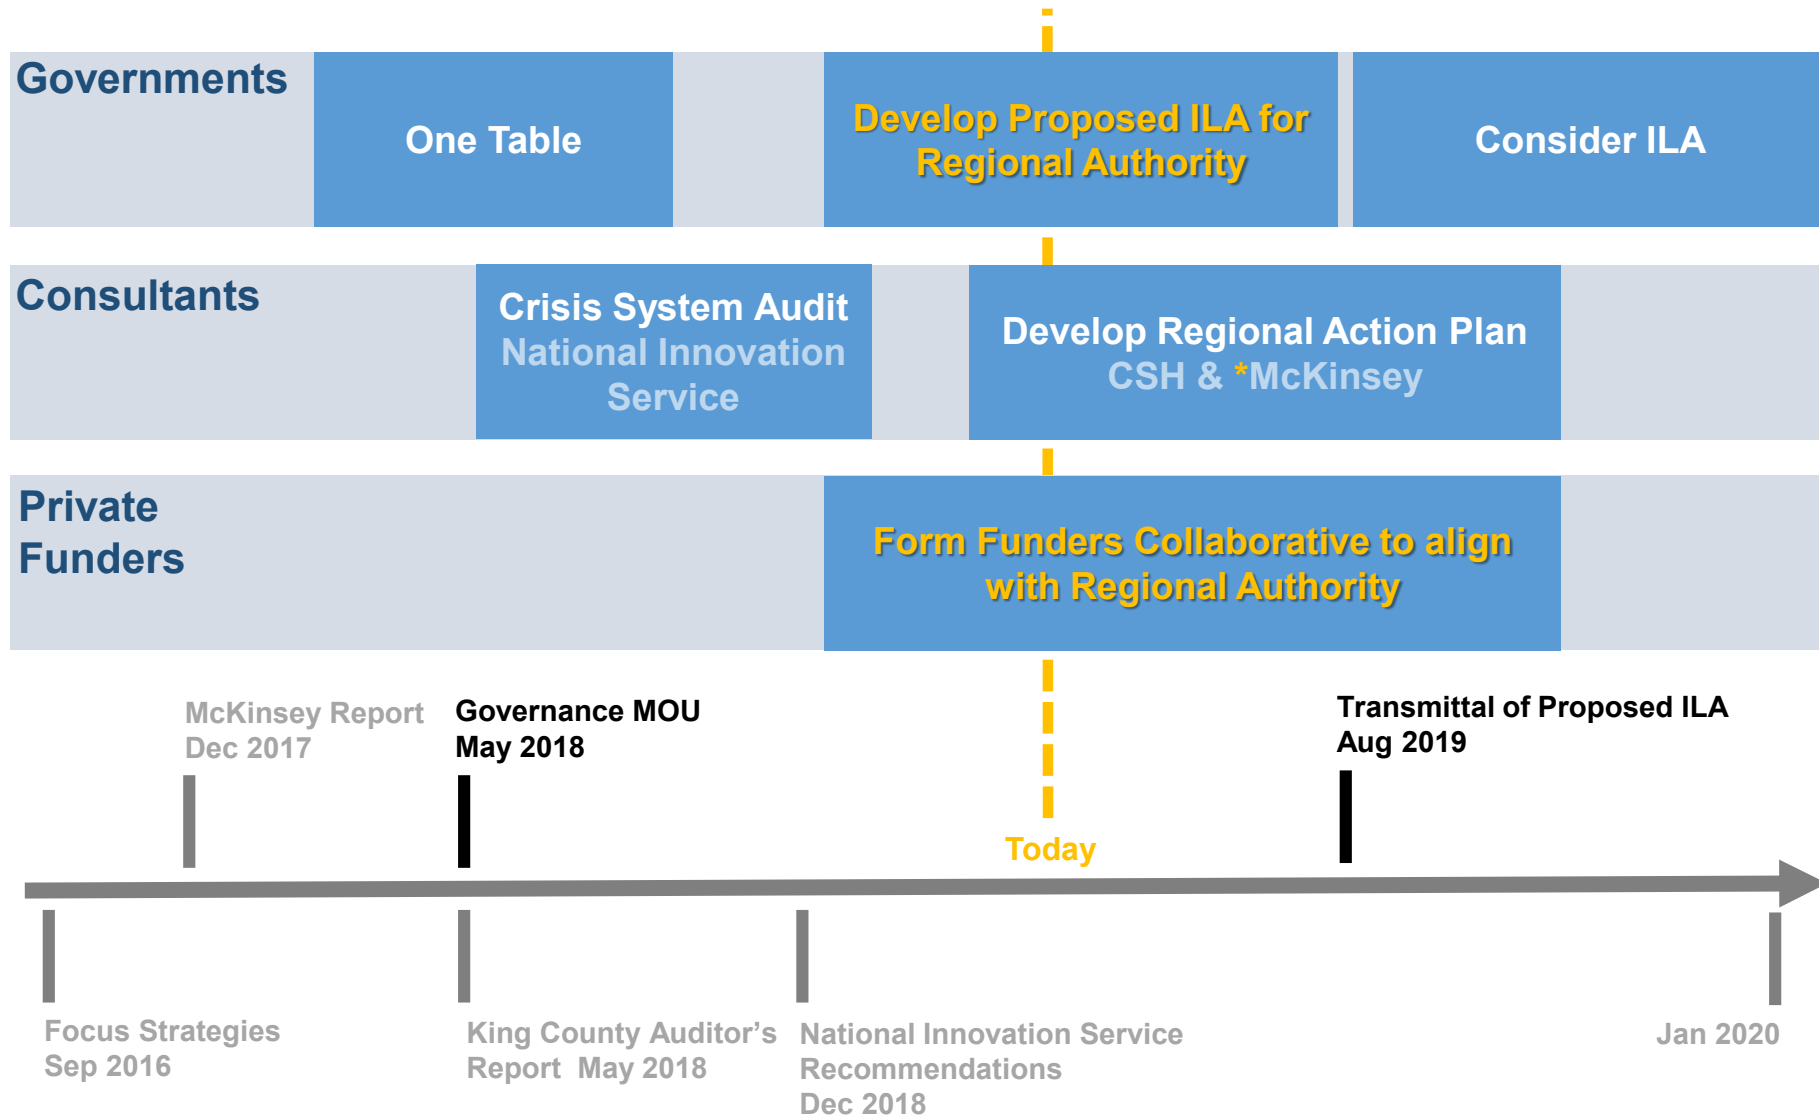 Governments
One Table
Develop Proposed ILA for
Regional Authority
Consider ILA
Consultants
Crisis System Audit
National Innovation
Service
Develop Regional Action Plan
CSH & *McKinsey
Private
Funders
Form Funders Collaborative to align
with Regional Authority
McKinsey Report
Dec 2017
Governance MOU
May 2018
Transmittal of Proposed ILA
Aug 2019
Today
Focus Strategies
Sep 2016
King County Auditor’s
Report  May 2018
National Innovation Service
Recommendations
Dec 2018
Jan 2020